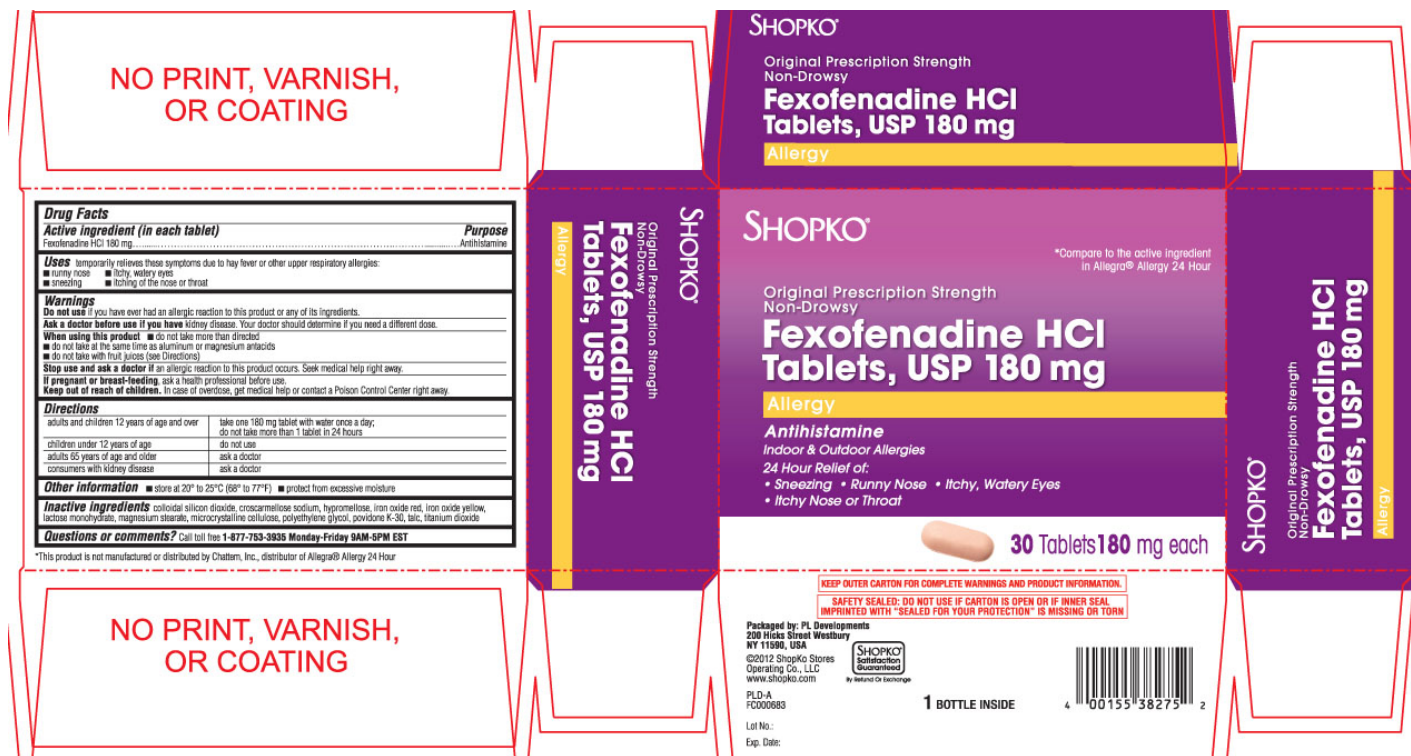 NO PRINT, VARNISH,
OR COATING
SHOPKO®
Original Prescription Strength
Non-Drowsy
Fexofenadine HCl
Tablets, USP 180 mg
Allergy
Drug Facts
Active ingredient (in each tablet) Purpose
Fexofenadine HCl 180 mg........Antihistamine
Uses temporarily relieves these symptoms due to hay fever or other upper respiratory allergies:
■ runny nose ■ itchy, watery eyes
■ sneezing ■ itching of the nose or throat
Warnings
Do not use if you have ever had an allergic reaction to this product or any of its ingredients.
Ask a doctor before use if you have kidney disease. Your doctor should determine if you need a different dose.
When using this product ■ do not take more than directed
■ do not take at the same time as aluminum or magnesium antacids
■ do not take with fruit juices (see Directions)
Stop use and ask a doctor if an allergic reaction to this product occurs. Seek medical help right away.
If pregnant or breast-feeding, ask a health professional before use.
Keep out of reach of children. In case of overdose, get medical help or contact a Poison Control Center right away.
Directions
adults and children 12 years of age and over take one 180 mg tablet with water once a day;
do not take more than 1 tablet in 24 hours
children under 12 years of age do not use
adults 65 years of age and older ask a doctor
consumers with kidney disease ask a doctor
Other information ■ store at 20° to 25°C (68° to 77°F) ■ protect from excessive moisture
Inactive ingredients colloidal silicon dioxide, croscarmellose sodium, hypromellose, iron oxide red, iron oxide yellow,
lactose monohydrate, magnesium stearate, microcrystalline cellulose, polyethylene glycol, povidone K-30, talc, titanium dioxide
Questions or comments? Call toll free 1-877-753-3935 Monday-Friday 9AM-5PM EST
*This product is not manufactured or distributed by Chattem, Inc., distributor of Allegra® Allergy 24 Hour
SHOPKO®
Original Prescription Strength
Non-Drowsy
Fexofenadine HCl
Tablets, USP 180 mg
Allergy
SHOPKO®
*Compare to the active ingredient
in Allegra® Allergy 24 Hour
Original Prescription Strength
Non-Drowsy
Fexofenadine HCl
Tablets, USP 180 mg
Allergy
Antihistamine
Indoor & Outdoor Allergies
24 Hour Relief of:
• Sneezing • Runny Nose • Itchy, Watery Eyes
• Itchy Nose or Throat
30 Tablets180 mg each
SHOPKO®
Original Prescription Strength
Non-Drowsy
Fexofenadine HCl
Tablets, USP 180 mg
Allergy
NO PRINT, VARNISH,
OR COATING
KEEP OUTER CARTON FOR COMPLETE WARNINGS AND PRODUCT INFORMATION.
SAFETY SEALED: DO NOT USE IF CARTON IS OPEN OR IF INNER SEAL
IMPRINTED WITH "SEALED FOR YOUR PROTECTION" IS MISSING OR TORN
Packaged by: PL Developments
200 Hicks Street Westbury
NY 11590, USA
©2012 ShopKo Stores
Operating Co., LLC
www.shopko.com
SHOPKO®
Satisfaction
Guaranteed
By Refund Or Exchange
PLD-A
FC000683
1 BOTTLE INSIDE
4 00155 38275 2
Lot No.:
Exp. Date: